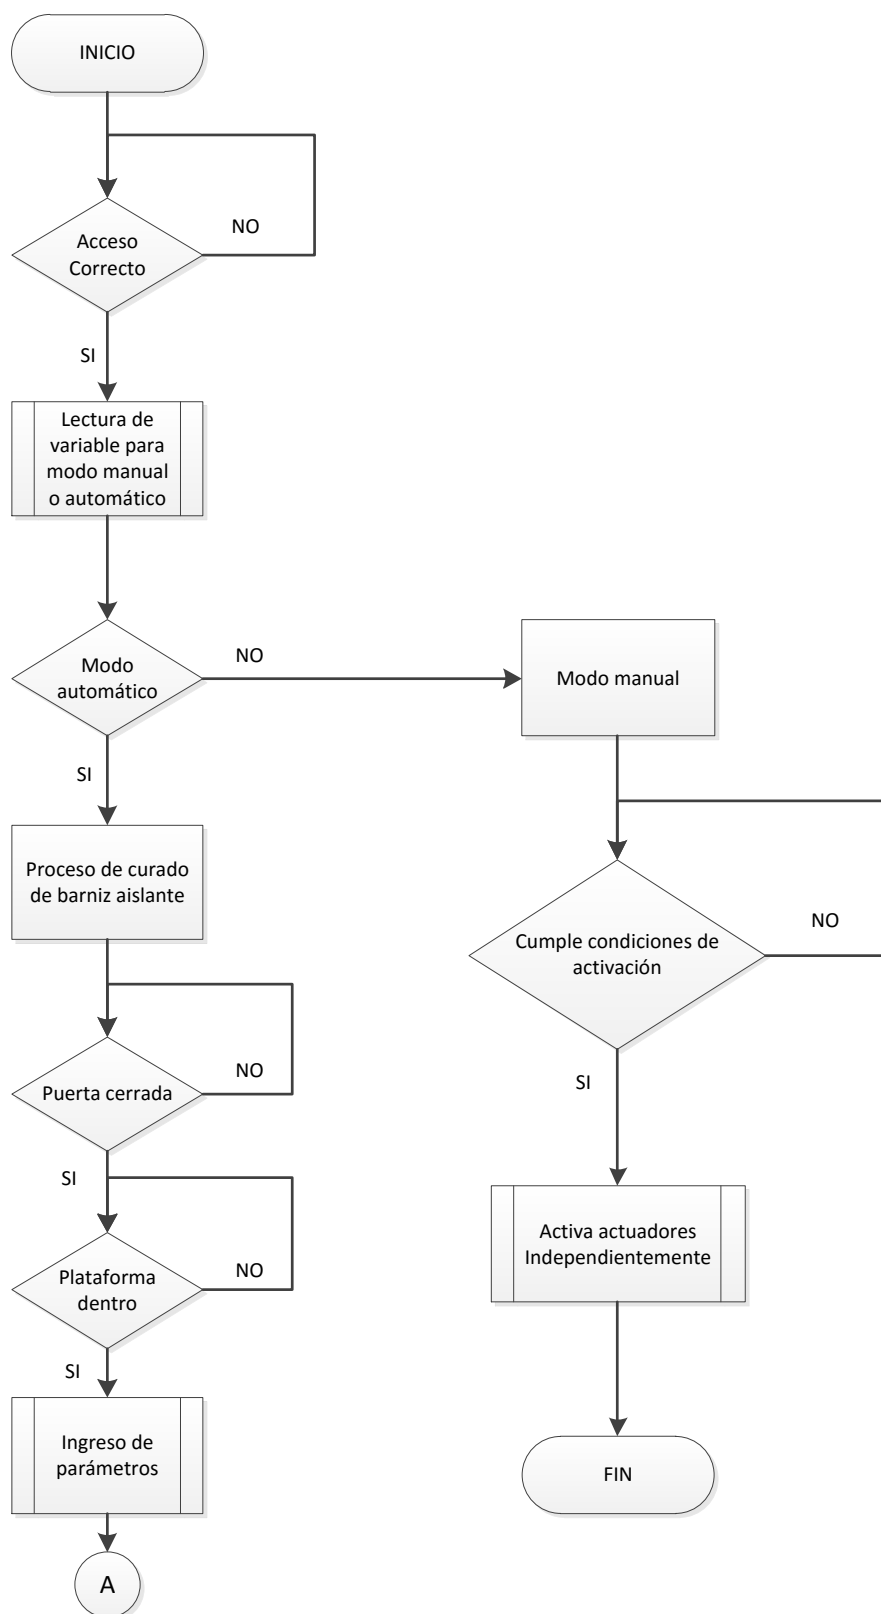 INICIO
NO
Acceso
Correcto
SI
Lectura de
variable para
modo manual
o automático
NO
Modo
automático
Modo manual
SI
Proceso de curado
de barniz aislante
NO
Cumple condiciones de
activación
NO
Puerta cerrada
SI
SI
NO
Plataforma
dentro
Activa actuadores
Independientemente
SI
Ingreso de
parámetros
FIN
A